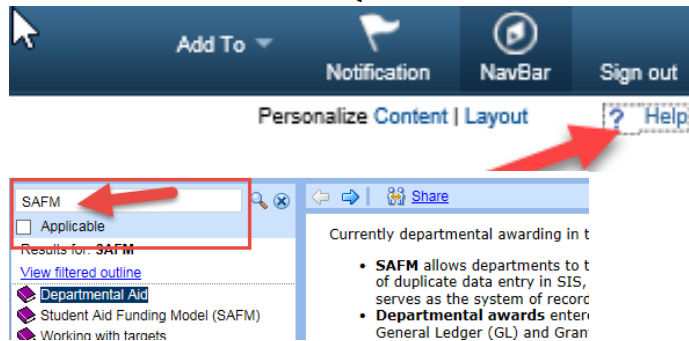 Add To
Notification
NavBar
Sign out
Personalize Content | Layout
? Help
SAFM
Share
Applicable
Results for: SAFM
View filtered outline
Departmental Aid
Student Aid Funding Model (SAFM)
Working with targets
Currently departmental awarding in t
• SAFM allows departments to t
of duplicate data entry in SIS,
serves as the system of record
• Departmental awards enter
General Ledger (GL) and Gran